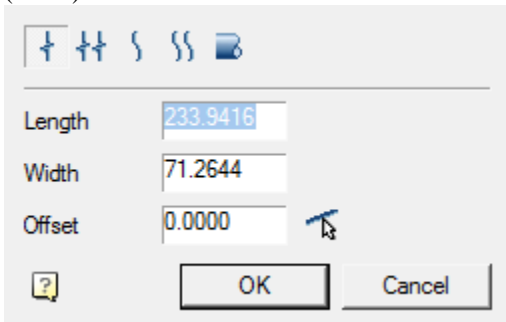 Length 233.9416
Width 71.2644
Offset 0.0000
? OK Cancel